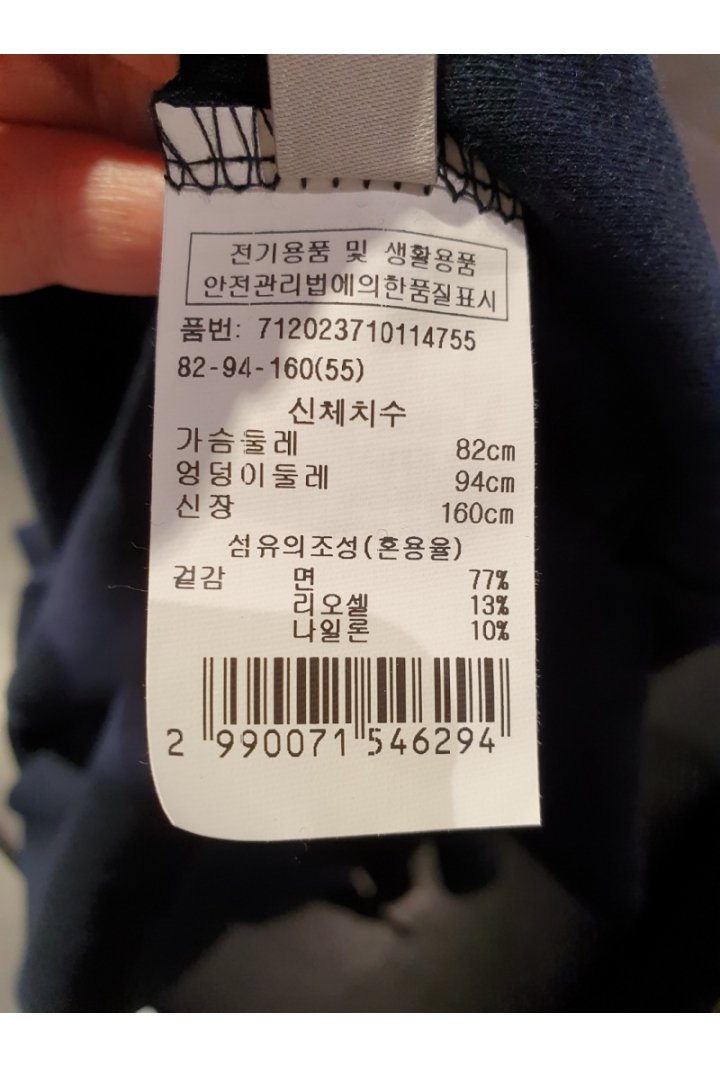 전기용품 및 생활용품
안전관리법에의한품질표시
품번: 712023710114755
82-94-160(55)
신체치수
가슴둘레 82cm
엉덩이둘레 94cm
신장 160cm
섬유의조성(혼용율)
겉감 면 77%
리오셀 13%
나일론 10%
2 990071 546294